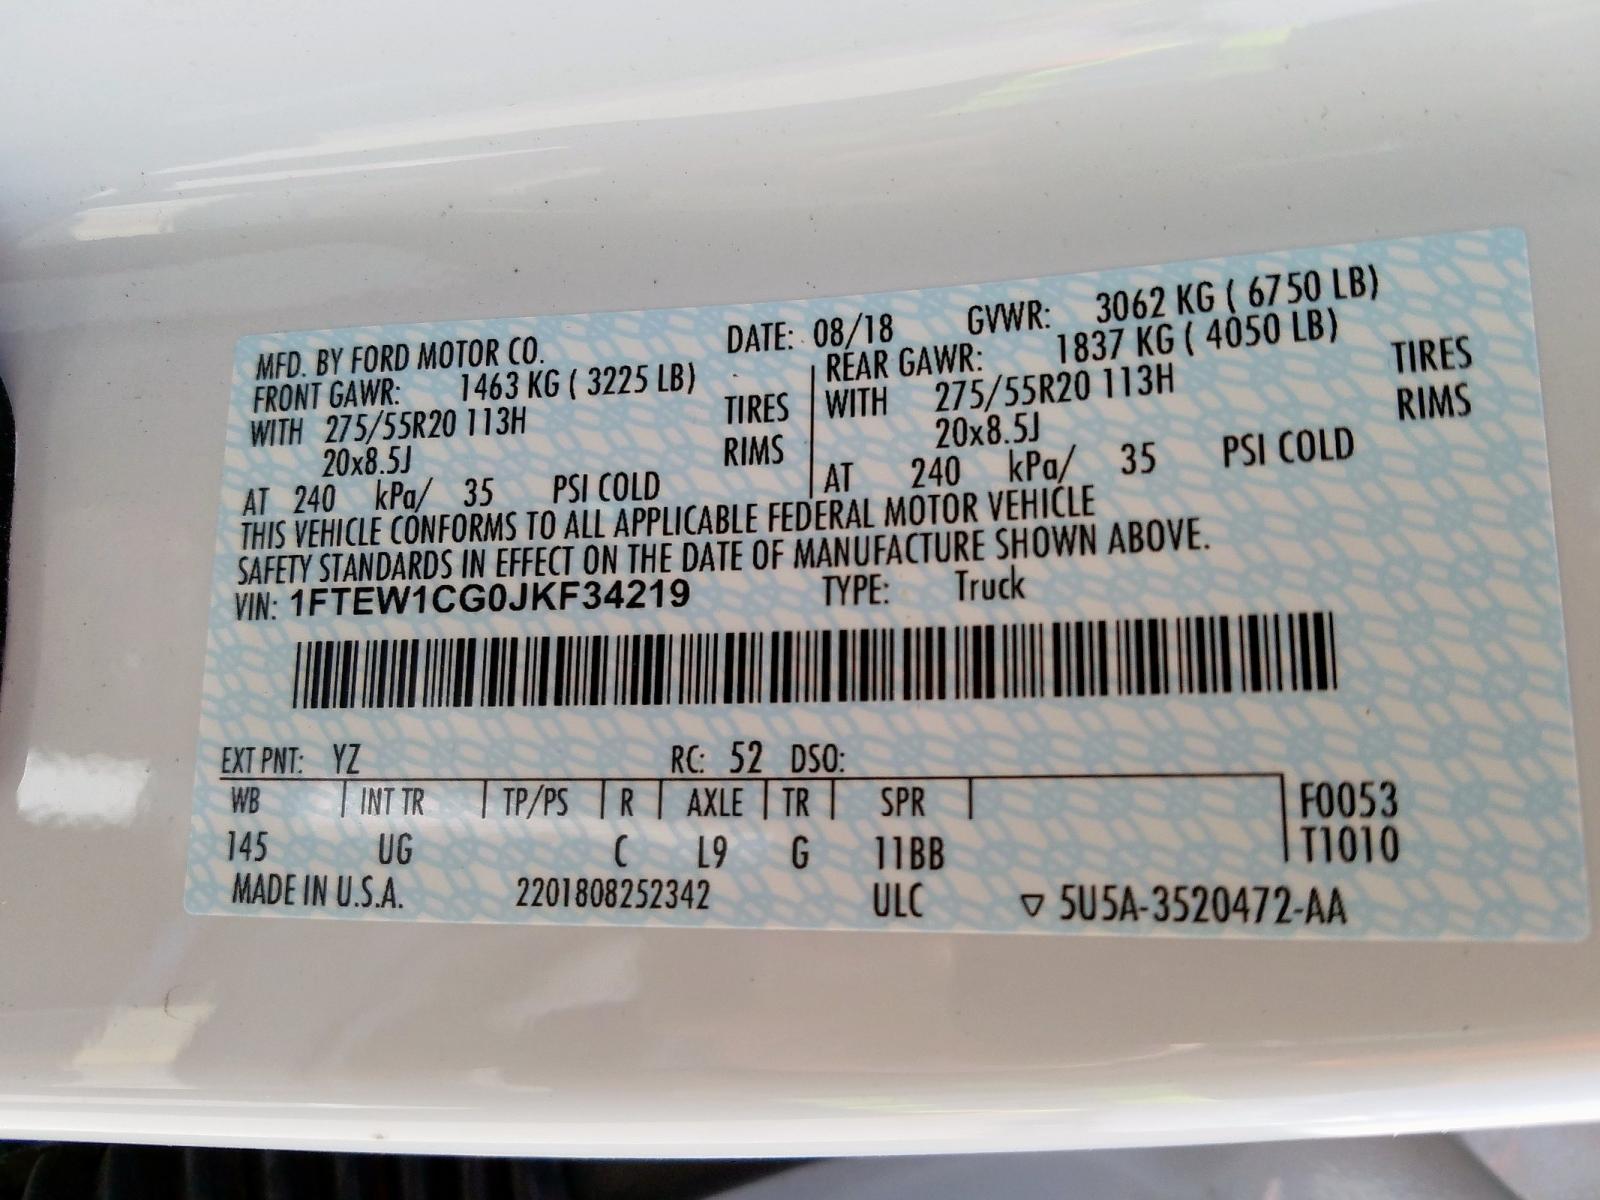 MFD. BY FORD MOTOR CO. DATE: 08/18 GVWR: 3062 KG ( 6750 LB)
FRONT GAWR: 1463 KG ( 3225 LB) REAR GAWR: 1837 KG ( 4050 LB)
WITH 275/55R20 113H TIRES WITH 275/55R20 113H TIRES
20x8.5J RIMS 20x8.5J RIMS
AT 240 kPa/ 35 PSI COLD AT 240 kPa/ 35 PSI COLD
THIS VEHICLE CONFORMS TO ALL APPLICABLE FEDERAL MOTOR VEHICLE
SAFETY STANDARDS IN EFFECT ON THE DATE OF MANUFACTURE SHOWN ABOVE.
VIN: 1FTEW1CG0JKF34219 TYPE: Truck
EXT PNT: YZ RC: 52 DSO:
WB INT TR TP/PS R AXLE TR SPR F0053
145 UG C L9 G 11BB T1010
MADE IN U.S.A. 2201808252342 ULC ▽ 5U5A-3520472-AA